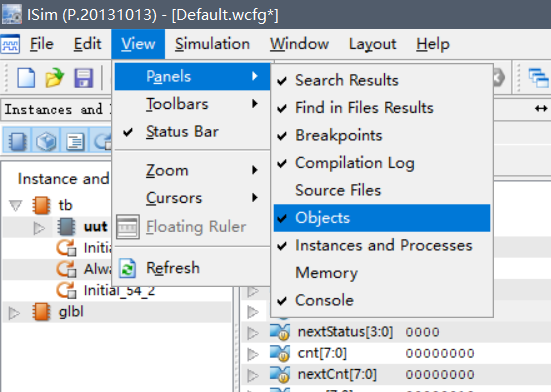 ISim (P.20131013) - [Default.wcfg*]
File Edit View Simulation Window Layout Help
Panels
Toolbars
Status Bar
Zoom
Cursors
Floating Ruler
Refresh
Search Results
Find in Files Results
Breakpoints
Compilation Log
Source Files
Objects
Instances and Processes
Memory
Console
Instances and
Instance and
tb
uut
Initia
Alwa
Initial_54_2
glbl
nextStatus[3:0] 0000
cnt[7:0] 00000000
nextCnt[7:0] 00000000